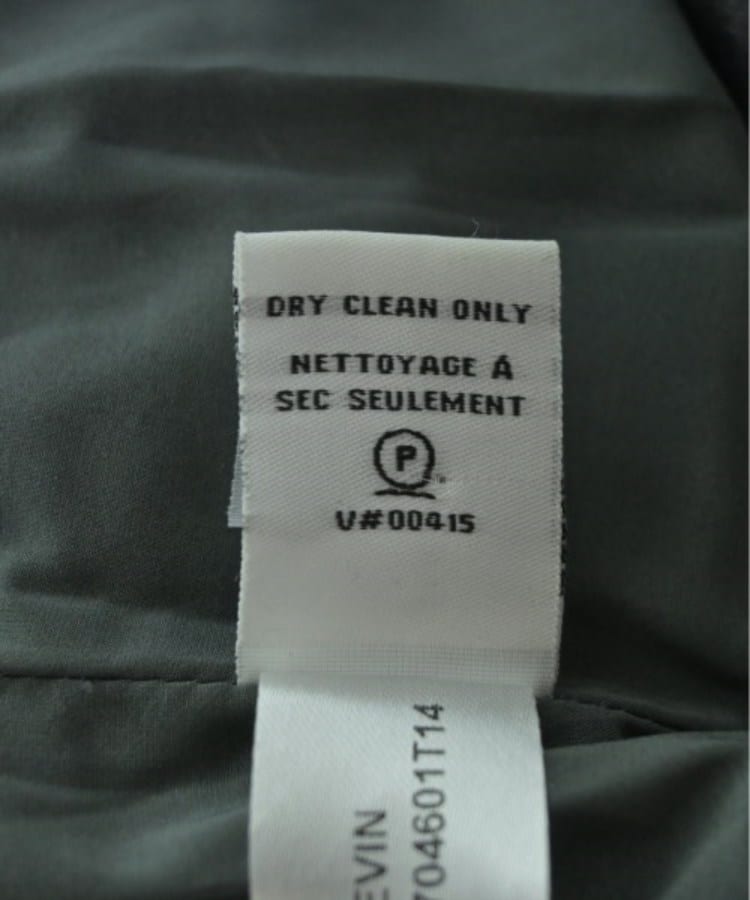 DRY CLEAN ONLY
NETTOYAGE Á
SEC SEULEMENT
P
V#00415
EVIN
704601T14